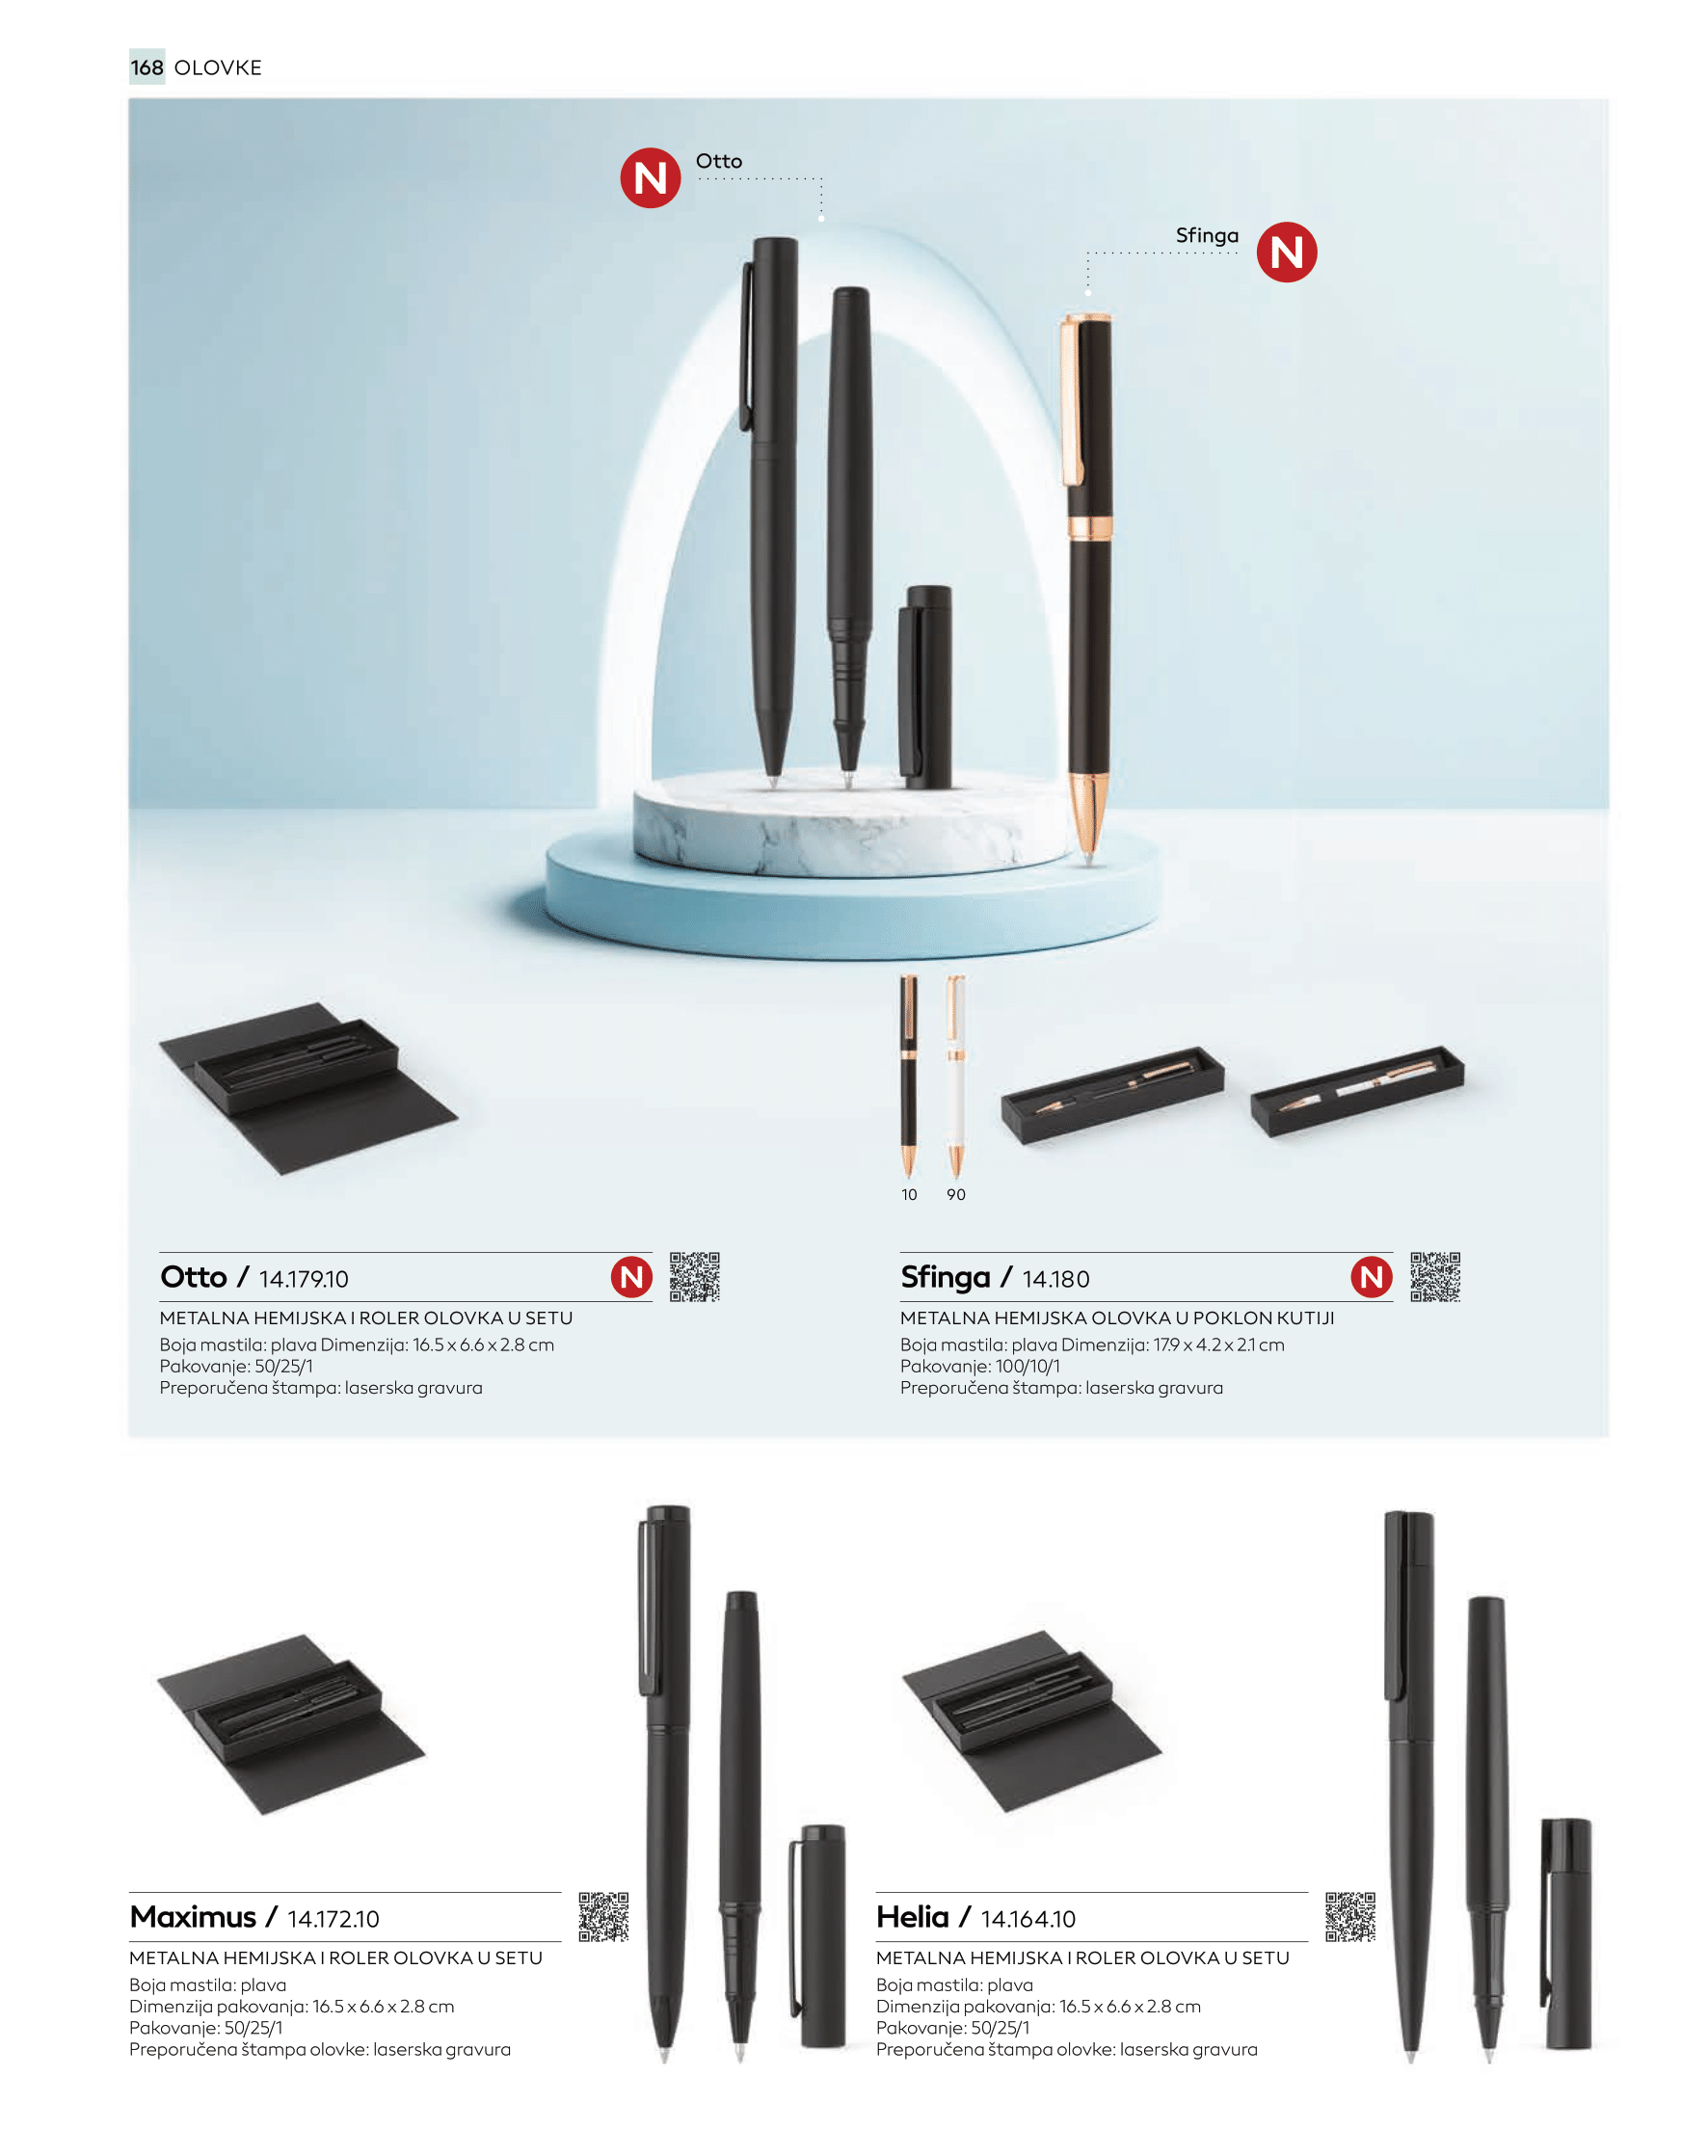 168 OLOVKE
N Otto
Sfinga N
10 90
Otto / 14.179.10 N
METALNA HEMIJSKA I ROLER OLOVKA U SETU
Boja mastila: plava Dimenzija: 16.5 x 6.6 x 2.8 cm
Pakovanje: 50/25/1
Preporučena štampa: laserska gravura
Sfinga / 14.180 N
METALNA HEMIJSKA OLOVKA U POKLON KUTIJI
Boja mastila: plava Dimenzija: 17.9 x 4.2 x 2.1 cm
Pakovanje: 100/10/1
Preporučena štampa: laserska gravura
Maximus / 14.172.10
METALNA HEMIJSKA I ROLER OLOVKA U SETU
Boja mastila: plava
Dimenzija pakovanja: 16.5 x 6.6 x 2.8 cm
Pakovanje: 50/25/1
Preporučena štampa olovke: laserska gravura
Helia / 14.164.10
METALNA HEMIJSKA I ROLER OLOVKA U SETU
Boja mastila: plava
Dimenzija pakovanja: 16.5 x 6.6 x 2.8 cm
Pakovanje: 50/25/1
Preporučena štampa olovke: laserska gravura